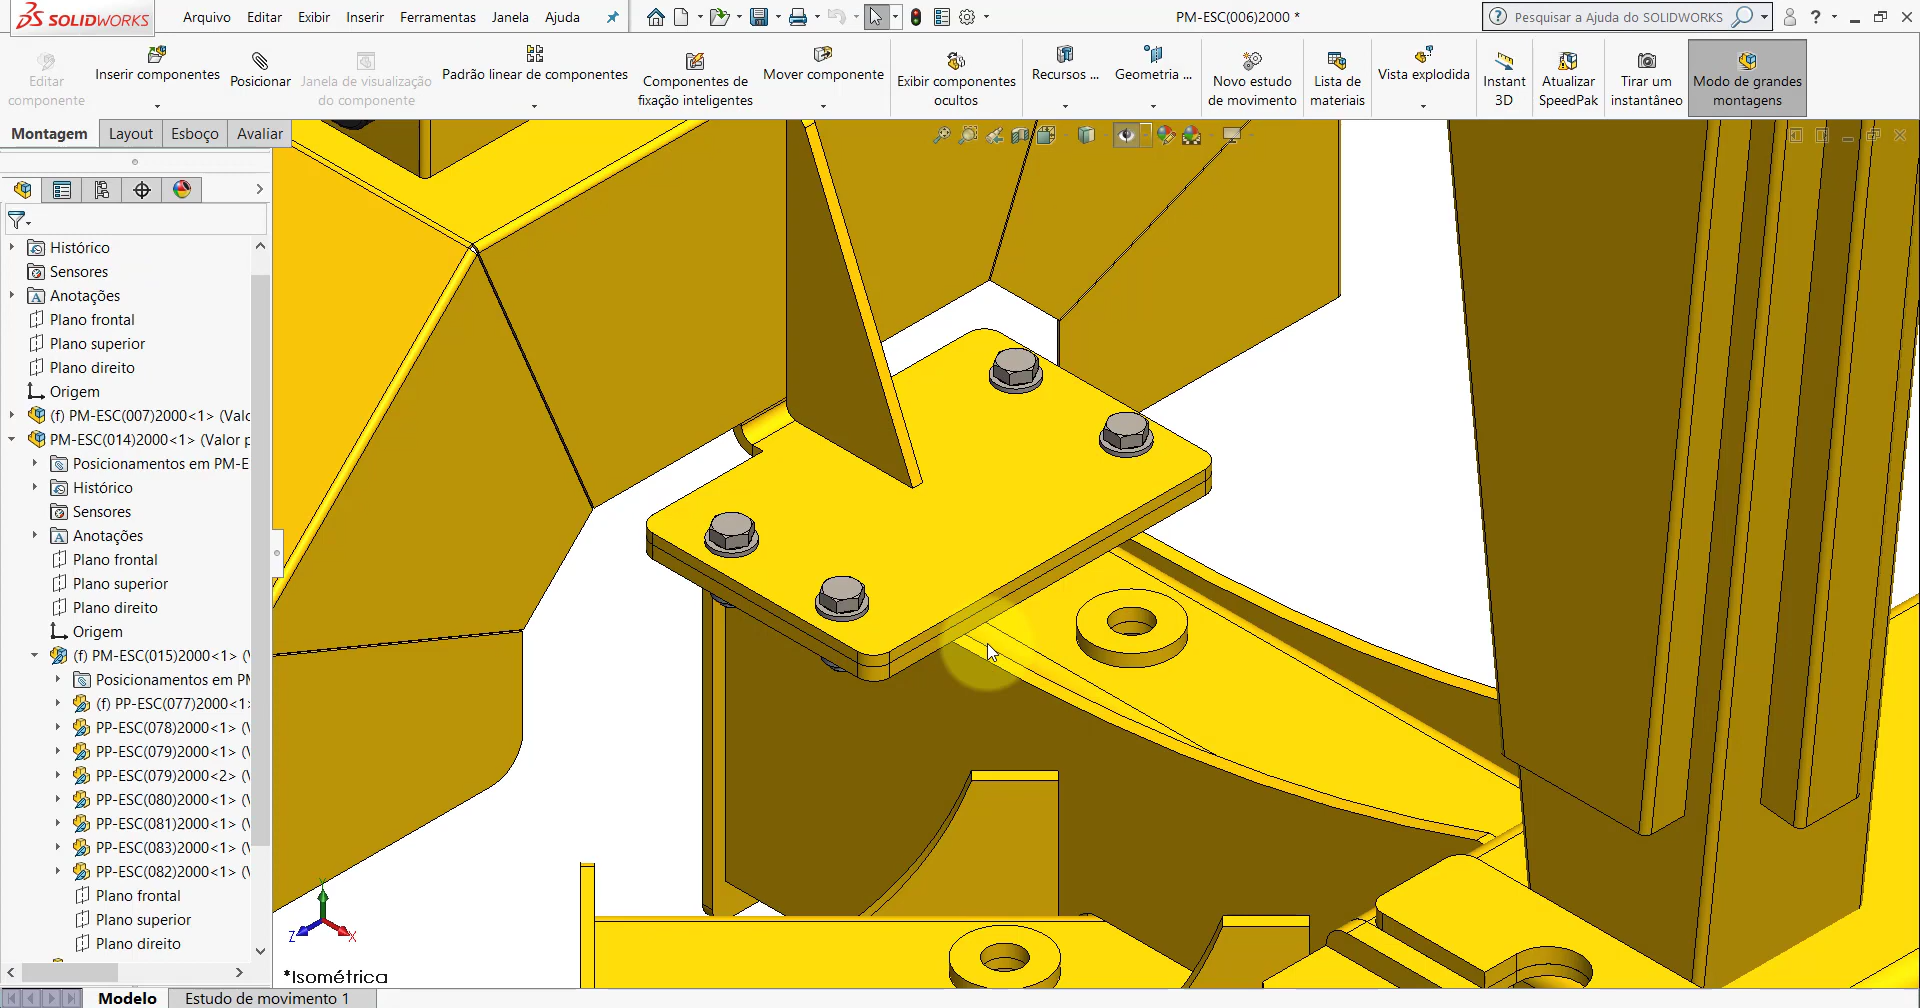 SOLIDWORKS
Arquivo Editar Exibir Inserir Ferramentas Janela Ajuda
PM-ESC(006)2000 *
Pesquisar a Ajuda do SOLIDWORKS
Editar componente
Inserir componentes
Posicionar
Janela de visualização do componente
Padrão linear de componentes
Componentes de fixação inteligentes
Mover componente
Exibir componentes ocultos
Recursos ...
Geometria ...
Novo estudo de movimento
Lista de materiais
Vista explodida
Instant 3D
Atualizar SpeedPak
Tirar um instantâneo
Modo de grandes montagens
Montagem Layout Esboço Avaliar
Histórico
Sensores
Anotações
Plano frontal
Plano superior
Plano direito
Origem
(f) PM-ESC(007)2000<1> (Valo
PM-ESC(014)2000<1> (Valor p
Posicionamentos em PM-E
Histórico
Sensores
Anotações
Plano frontal
Plano superior
Plano direito
Origem
(f) PM-ESC(015)2000<1> (V
Posicionamentos em PM
(f) PP-ESC(077)2000<1>
PP-ESC(078)2000<1> (V
PP-ESC(079)2000<1> (V
PP-ESC(079)2000<2> (V
PP-ESC(080)2000<1> (V
PP-ESC(081)2000<1> (V
PP-ESC(083)2000<1> (V
PP-ESC(082)2000<1> (V
Plano frontal
Plano superior
Plano direito
Y
Z X
*Isométrica
Modelo Estudo de movimento 1